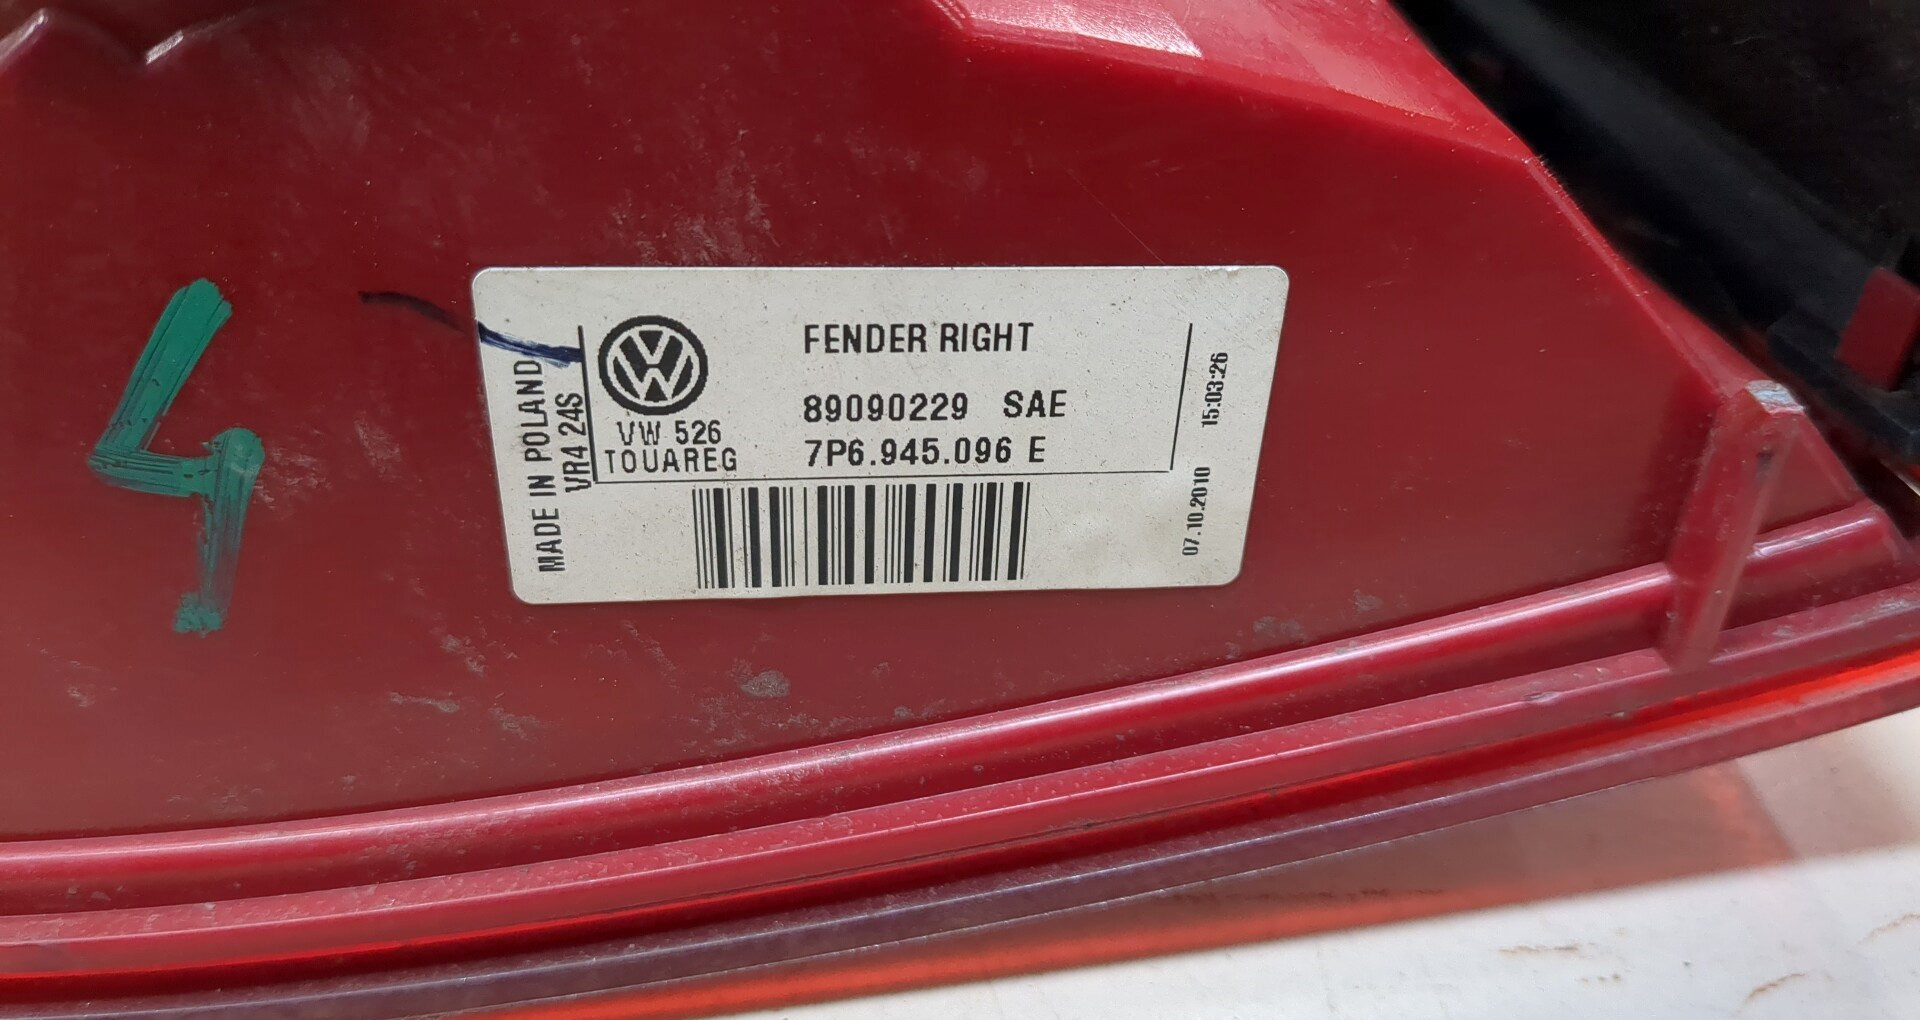 4
MADE IN POLAND
VR4 24S
VW 526
TOUAREG
FENDER RIGHT
89090229 SAE
7P6.945.096 E
07.10.2010 15:03:26